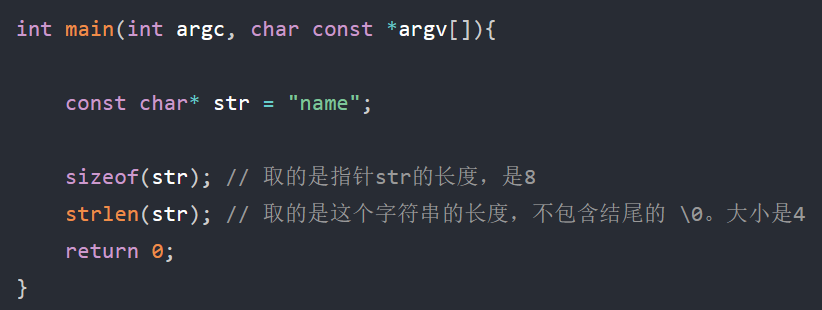 int main(int argc, char const *argv[]){
const char* str = "name";
sizeof(str); // 取的是指针str的长度，是8
strlen(str); // 取的是这个字符串的长度，不包含结尾的 \0。大小是4
return 0;
}